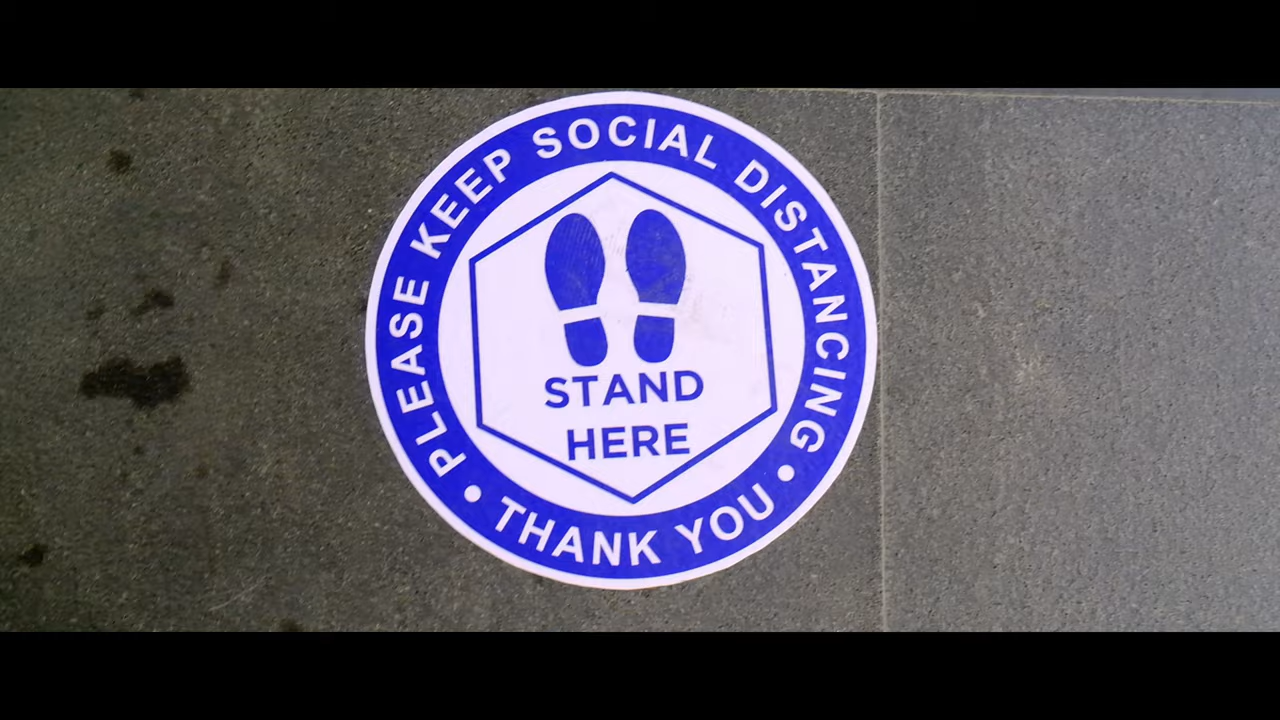 PLEASE KEEP SOCIAL DISTANCING
STAND
HERE
• THANK YOU •